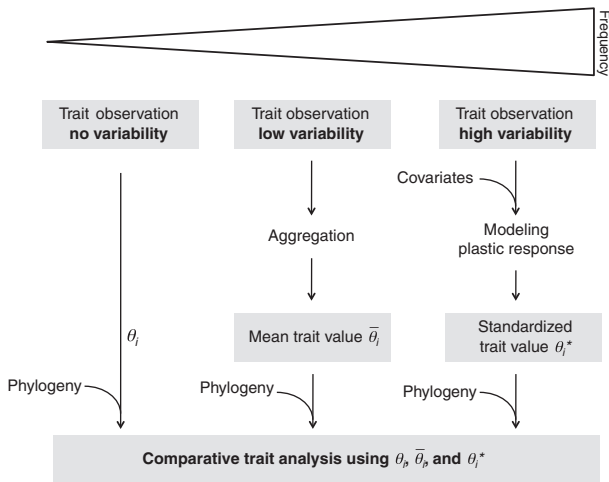 Frequency
Trait observation
no variability
Trait observation
low variability
Trait observation
high variability
Covariates
Aggregation
Modeling
plastic response
θᵢ
Mean trait value θ̅ᵢ
Standardized
trait value θᵢ*
Phylogeny
Phylogeny
Phylogeny
Comparative trait analysis using θᵢ, θ̅ᵢ, and θᵢ*